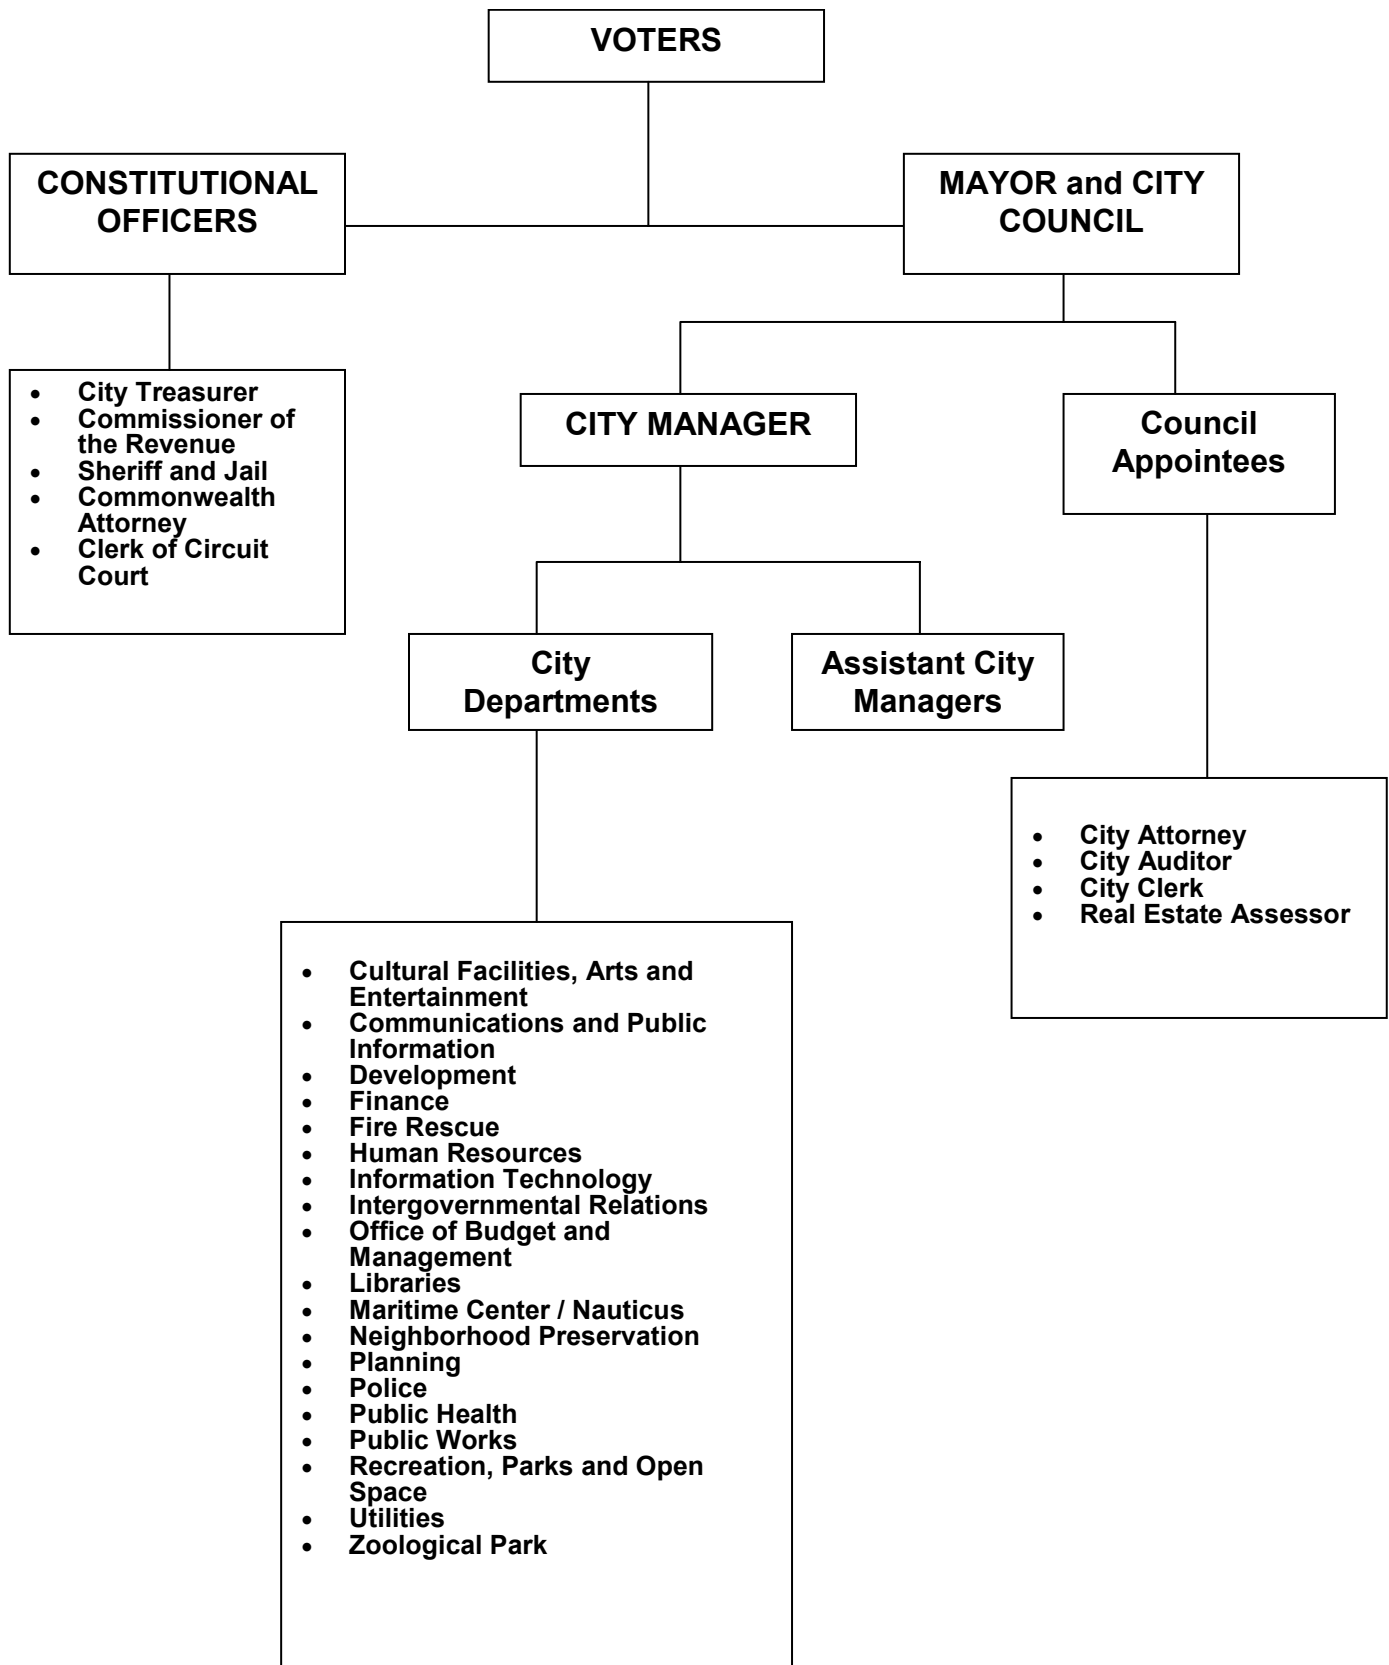 VOTERS
CONSTITUTIONAL
OFFICERS
MAYOR and CITY
COUNCIL
• City Treasurer
• Commissioner of
the Revenue
• Sheriff and Jail
• Commonwealth
Attorney
• Clerk of Circuit
Court
CITY MANAGER
Council
Appointees
City
Departments
Assistant City
Managers
• City Attorney
• City Auditor
• City Clerk
• Real Estate Assessor
• Cultural Facilities, Arts and
Entertainment
• Communications and Public
Information
• Development
• Finance
• Fire Rescue
• Human Resources
• Information Technology
• Intergovernmental Relations
• Office of Budget and
Management
• Libraries
• Maritime Center / Nauticus
• Neighborhood Preservation
• Planning
• Police
• Public Health
• Public Works
• Recreation, Parks and Open
Space
• Utilities
• Zoological Park